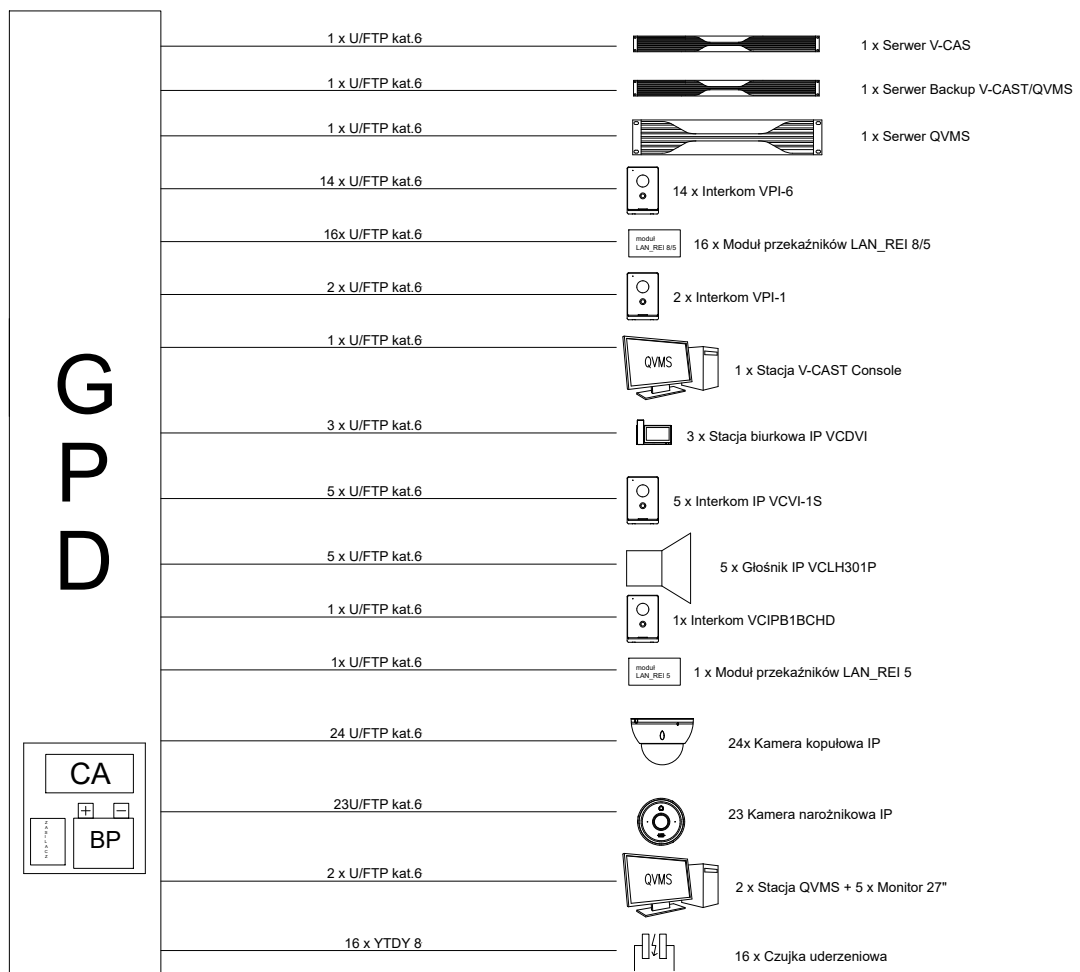 1 x U/FTP kat.6
1 x Serwer V-CAS
1 x U/FTP kat.6
1 x Serwer Backup V-CAST/QVMS
1 x U/FTP kat.6
1 x Serwer QVMS
14 x U/FTP kat.6
14 x Interkom VPI-6
16x U/FTP kat.6
moduł
LAN_REI 8/5
16 x Moduł przekaźników LAN_REI 8/5
2 x U/FTP kat.6
2 x Interkom VPI-1
1 x U/FTP kat.6
QVMS
1 x Stacja V-CAST Console
3 x U/FTP kat.6
3 x Stacja biurkowa IP VCDVI
5 x U/FTP kat.6
5 x Interkom IP VCVI-1S
5 x U/FTP kat.6
5 x Głośnik IP VCLH301P
1 x U/FTP kat.6
1x Interkom VCIPB1BCHD
1x U/FTP kat.6
moduł
LAN_REI 5
1 x Moduł przekaźników LAN_REI 5
24 U/FTP kat.6
24x Kamera kopułowa IP
23U/FTP kat.6
23 Kamera narożnikowa IP
2 x U/FTP kat.6
QVMS
2 x Stacja QVMS + 5 x Monitor 27"
16 x YTDY 8
16 x Czujka uderzeniowa
G
P
D
CA
+ −
ZASILACZ
BP